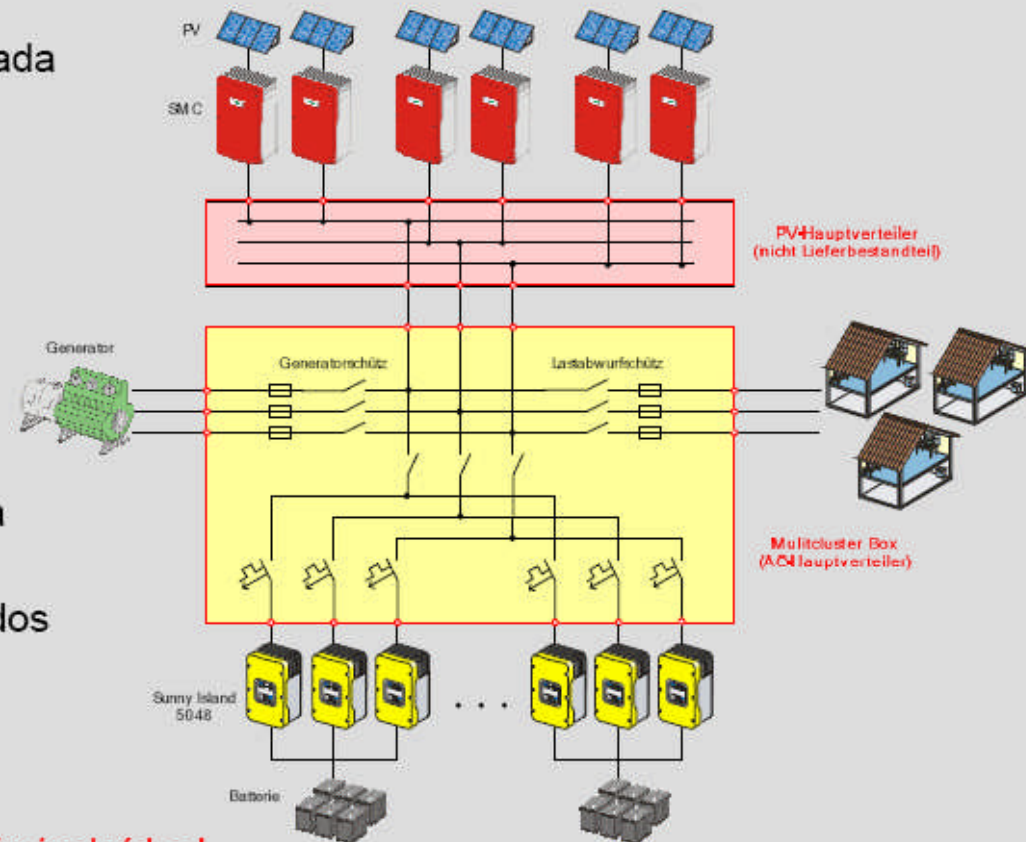 ada
PV
SMC
PV-Hauptverteiler
(nicht Lieferbestandteil)
Generator
Generatorschütz
Lastabwurfschütz
a
Mulitcluster Box
(AC-Hauptverteiler)
dos
Sunny Island
5048
. . .
Batterie